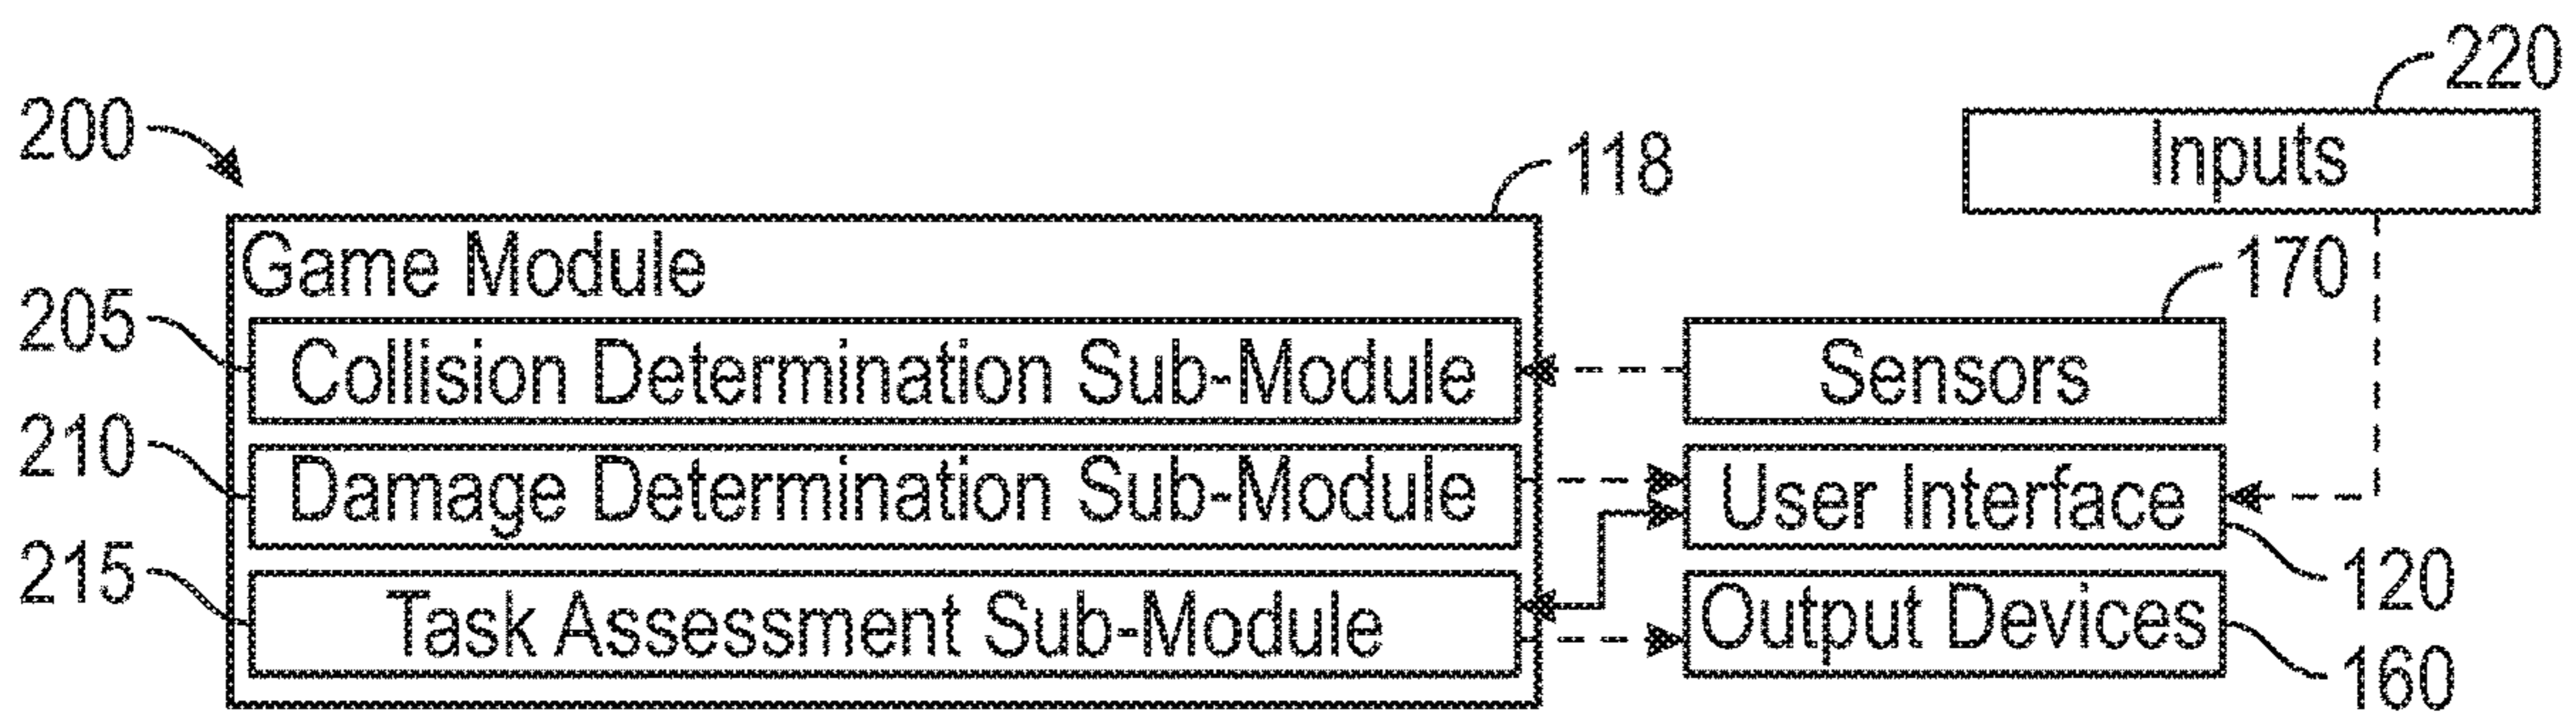 220
200
Inputs
118
Game Module
170
205
Collision Determination Sub-Module
Sensors
210
Damage Determination Sub-Module
User Interface
215
120
Task Assessment Sub-Module
Output Devices
160